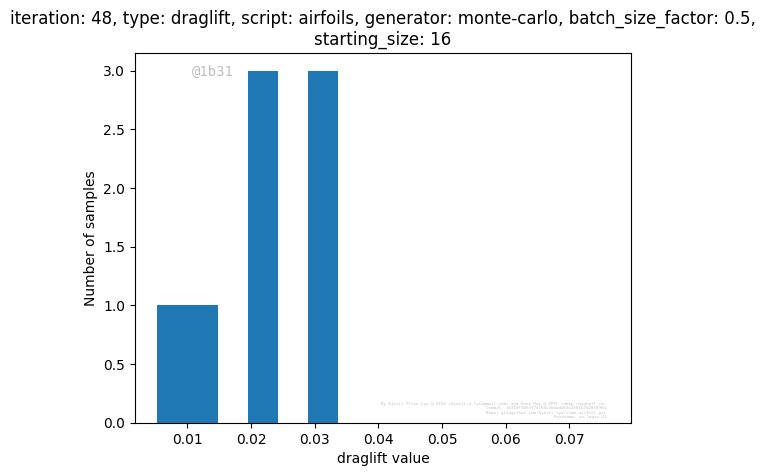 iteration: 48, type: draglift, script: airfoils, generator: monte-carlo, batch_size_factor: 0.5,
starting_size: 16
@1b31
3.0
2.5
2.0
1.5
1.0
0.5
0.0
Number of samples
0.01 0.02 0.03 0.04 0.05 0.06 0.07
draglift value